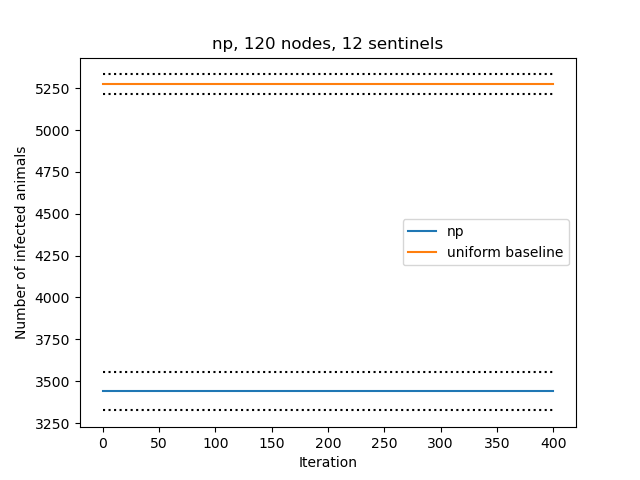 np, 120 nodes, 12 sentinels
Number of infected animals
5250
5000
4750
4500
4250
4000
3750
3500
3250
np
uniform baseline
0 50 100 150 200 250 300 350 400
Iteration